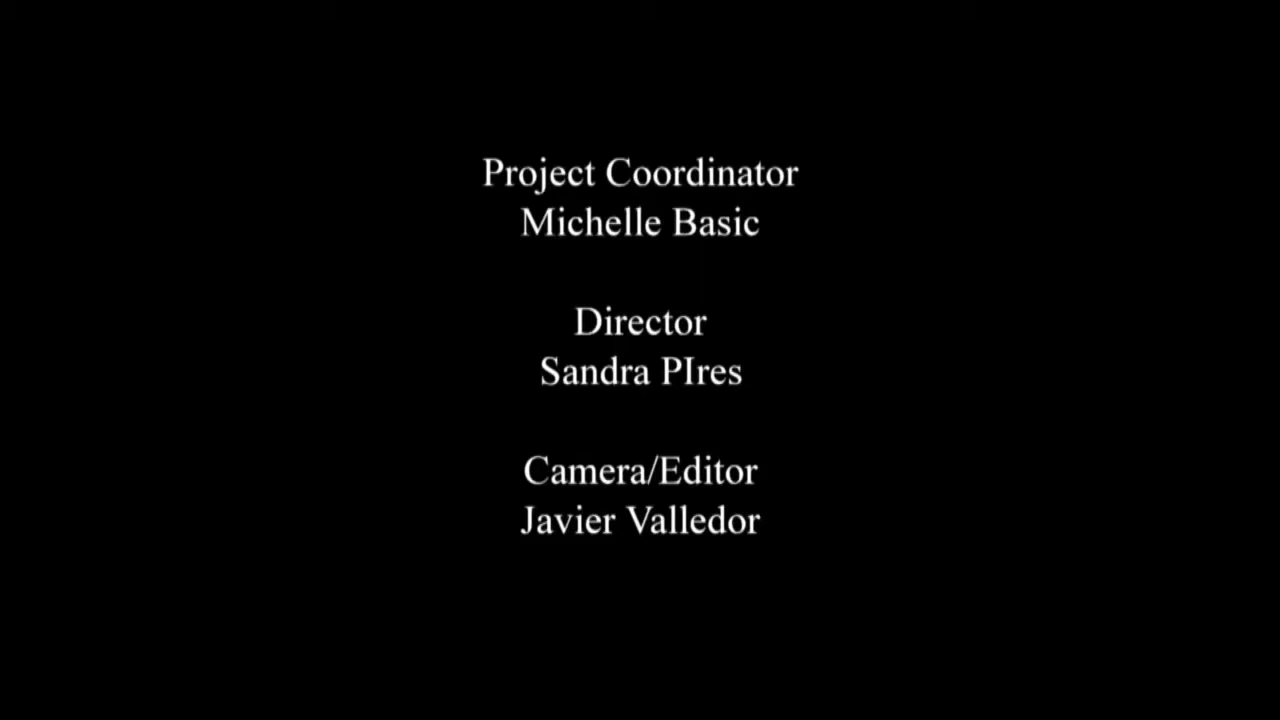 Project Coordinator
Michelle Basic
Director
Sandra PIres
Camera/Editor
Javier Valledor